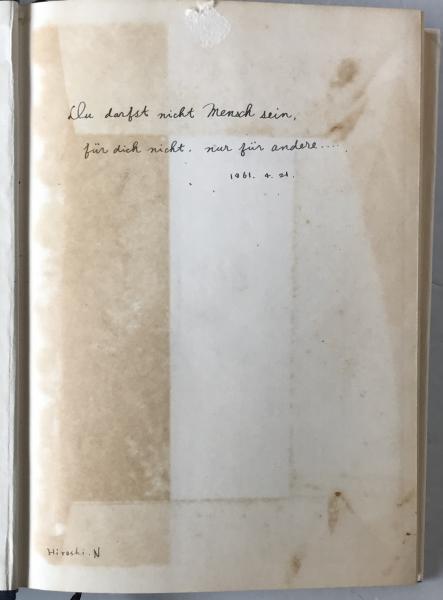 Du darfst nicht Mensch sein,
für dich nicht. nur für andere....
1961. 4. 21.
Hiroshi. N